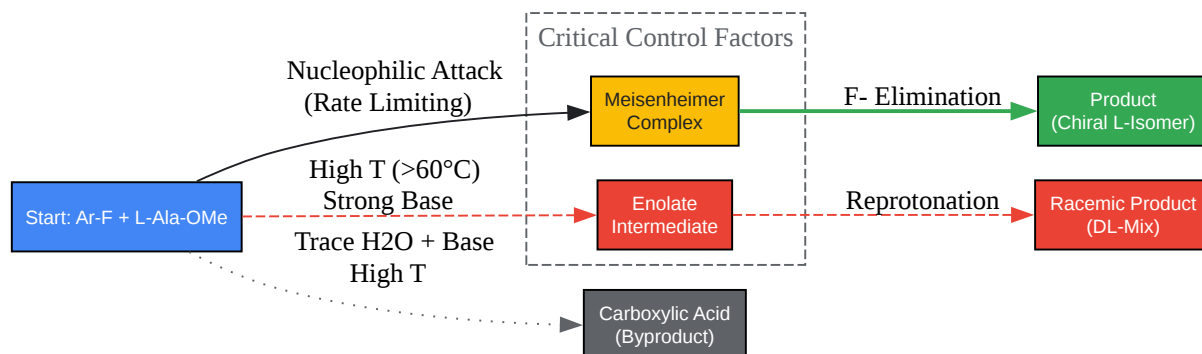 Critical Control Factors
Nucleophilic Attack
(Rate Limiting)
Meisenheimer
Complex
F- Elimination
Product
(Chiral L-Isomer)
High T (>60°C)
Strong Base
Start: Ar-F + L-Ala-OMe
Enolate
Intermediate
Reprotonation
Racemic Product
(DL-Mix)
Trace H2O + Base
High T
Carboxylic Acid
(Byproduct)